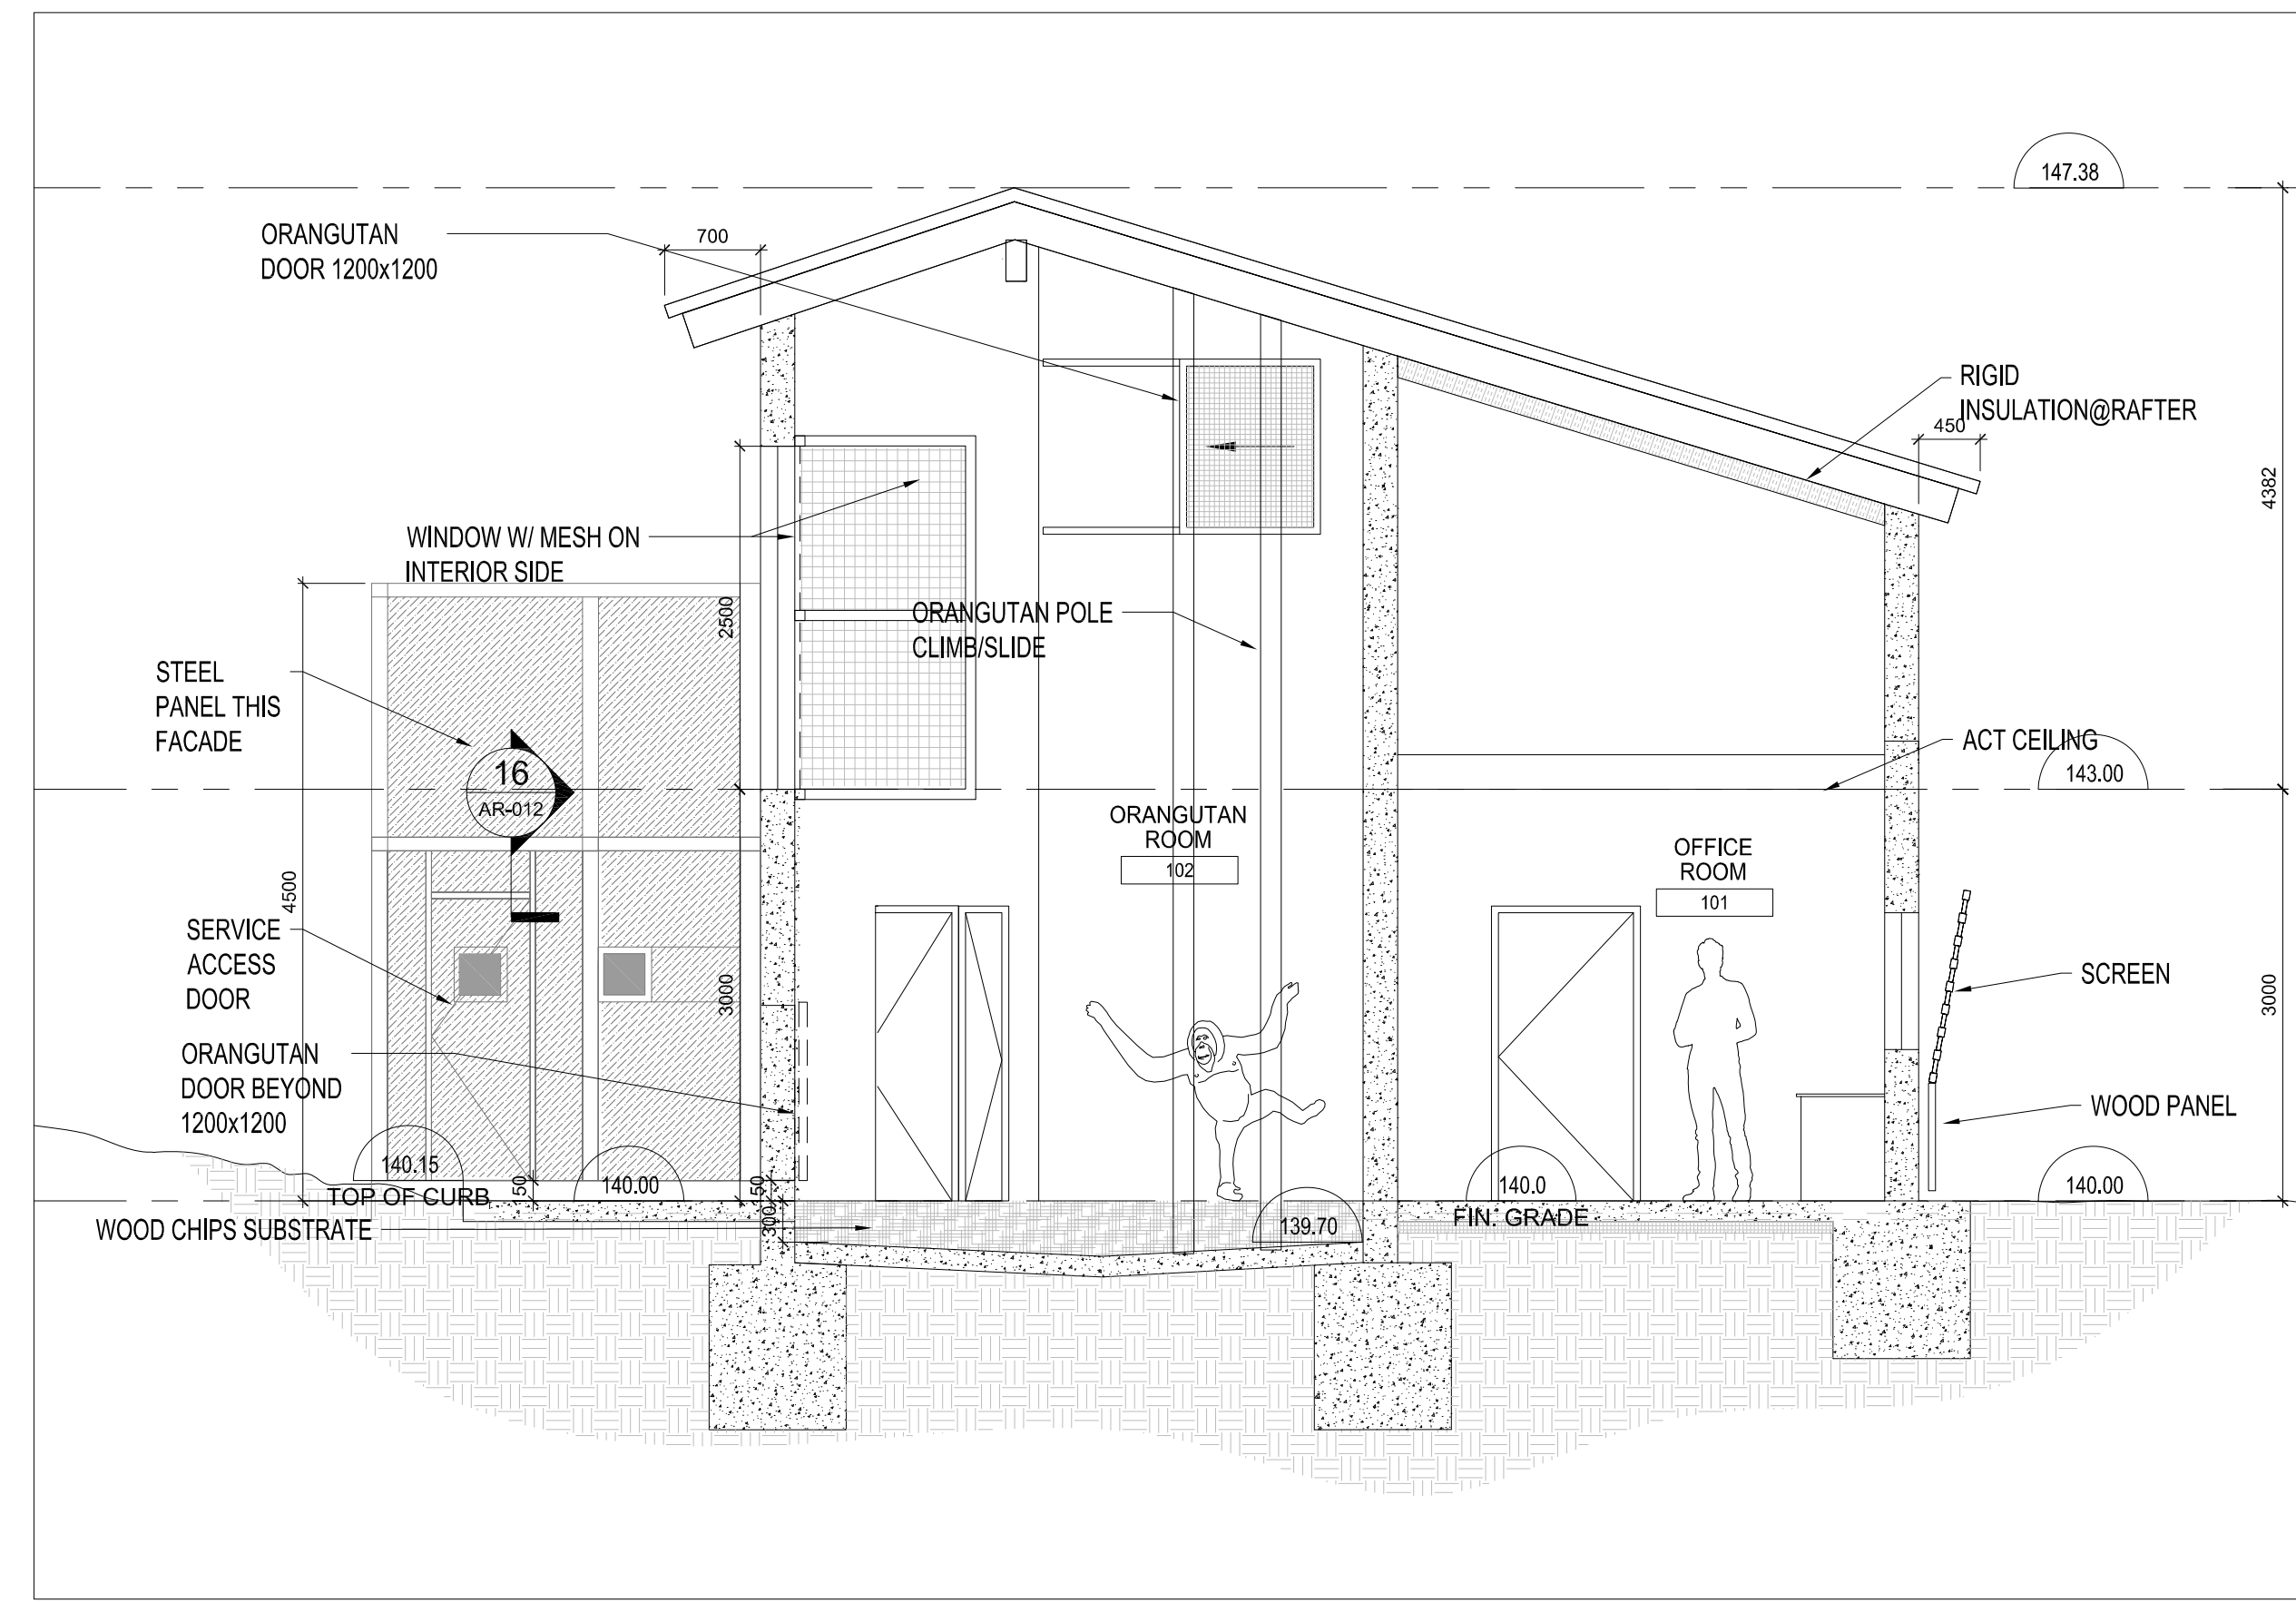 147.38
ORANGUTAN
DOOR 1200x1200
700
RIGID
INSULATION@RAFTER
450
4382
WINDOW W/ MESH ON
INTERIOR SIDE
2500
ORANGUTAN POLE
CLIMB/SLIDE
STEEL
PANEL THIS
FACADE
16
AR-012
ACT CEILING
143.00
ORANGUTAN
ROOM
102
OFFICE
ROOM
101
4500
SERVICE
ACCESS
DOOR
3000
SCREEN
3000
ORANGUTAN
DOOR BEYOND
1200x1200
WOOD PANEL
140.15
TOP OF CURB
150
140.00
150
300
140.0
FIN. GRADE
140.00
139.70
WOOD CHIPS SUBSTRATE